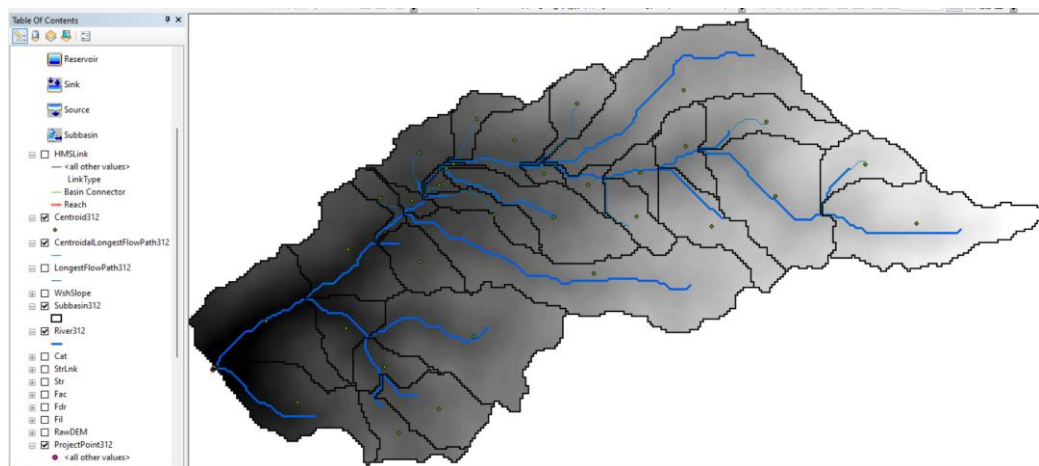 Table Of Contents
Reservoir
Sink
Source
Subbasin
HMSLink
<all other values>
LinkType
Basin Connector
Reach
Centroid312
CentroidalLongestFlowPath312
LongestFlowPath312
WshSlope
Subbasin312
River312
Cat
StrLnk
Str
Fac
Fdr
Fil
RawDEM
ProjectPoint312
<all other values>